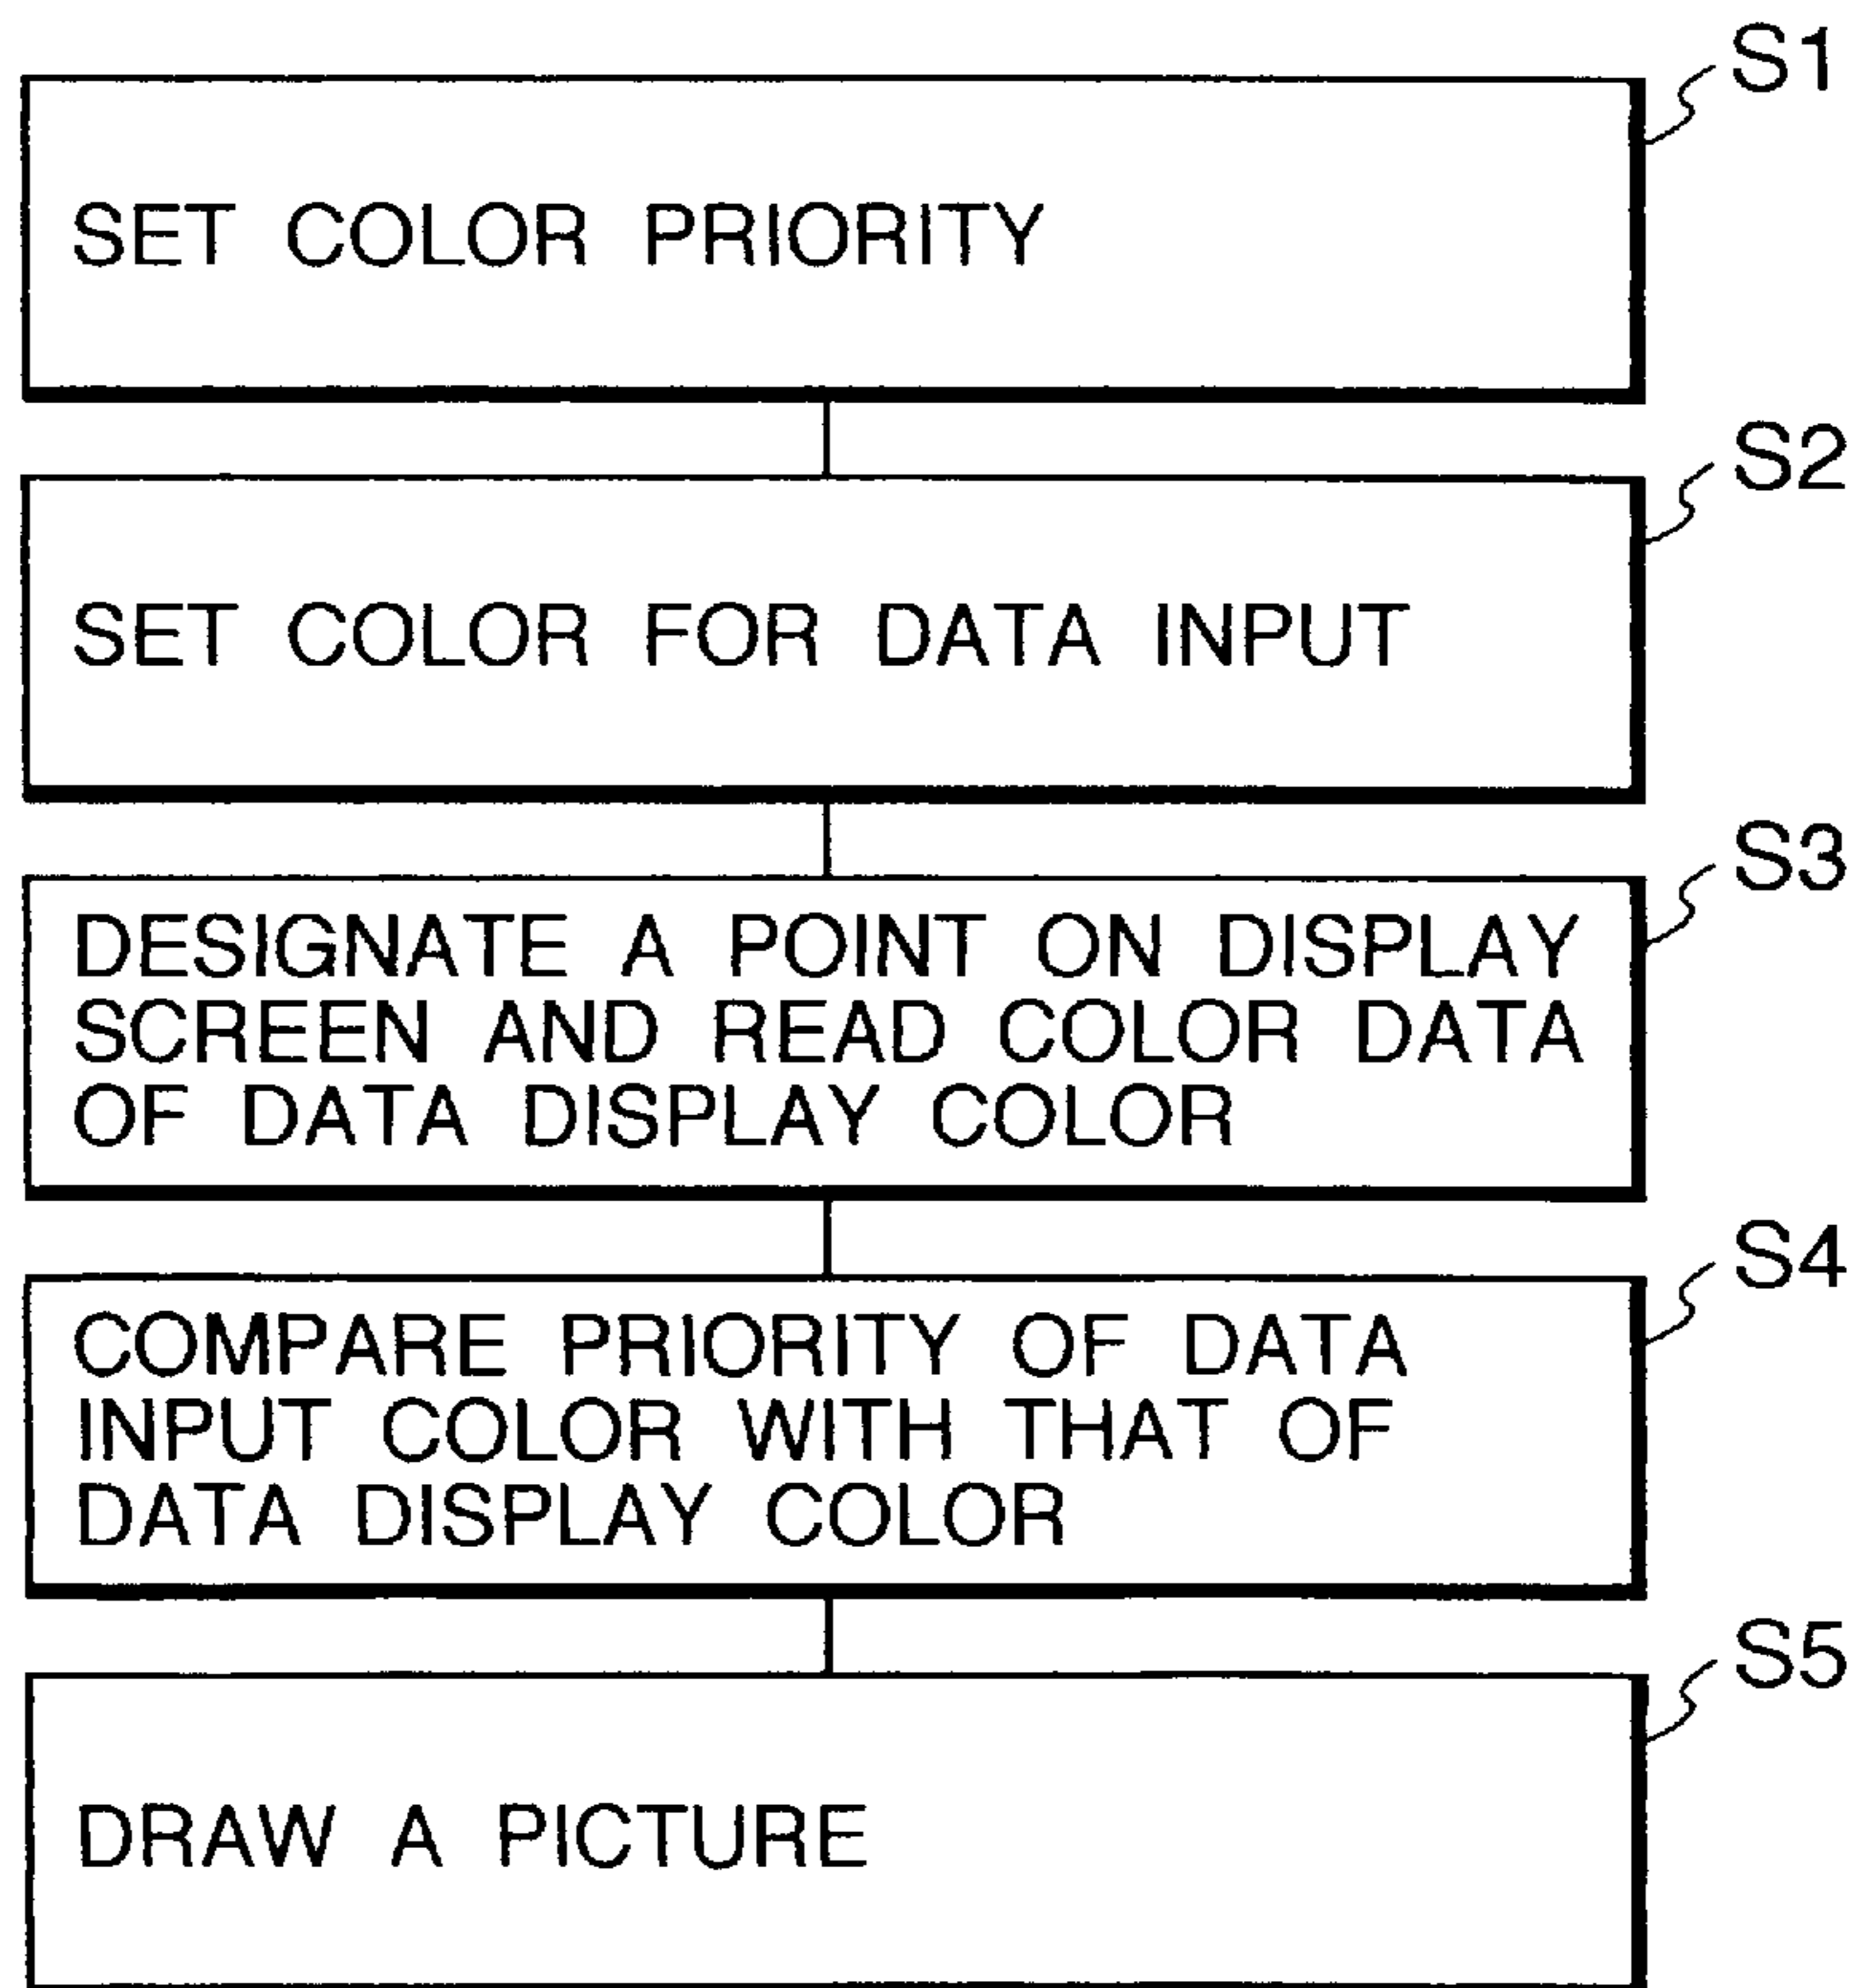 S1
SET COLOR PRIORITY
S2
SET COLOR FOR DATA INPUT
S3
DESIGNATE A POINT ON DISPLAY
SCREEN AND READ COLOR DATA
OF DATA DISPLAY COLOR
S4
COMPARE PRIORITY OF DATA
INPUT COLOR WITH THAT OF
DATA DISPLAY COLOR
S5
DRAW A PICTURE